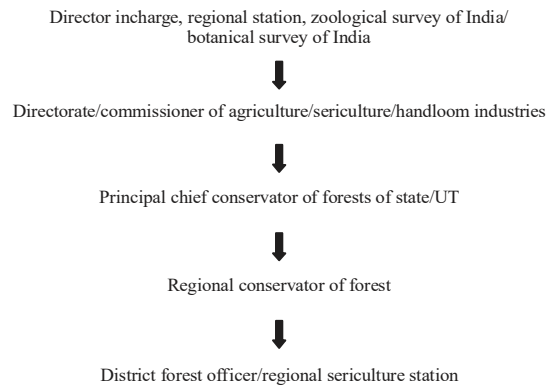 Director incharge, regional station, zoological survey of India/
botanical survey of India
Directorate/commissioner of agriculture/sericulture/handloom industries
Principal chief conservator of forests of state/UT
Regional conservator of forest
District forest officer/regional sericulture station